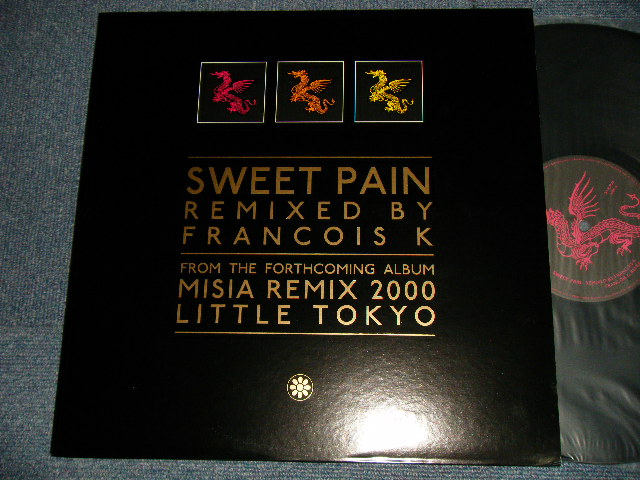 SWEET PAIN
REMIXED BY
FRANCOIS K
FROM THE FORTHCOMING ALBUM
MISIA REMIX 2000
LITTLE TOKYO